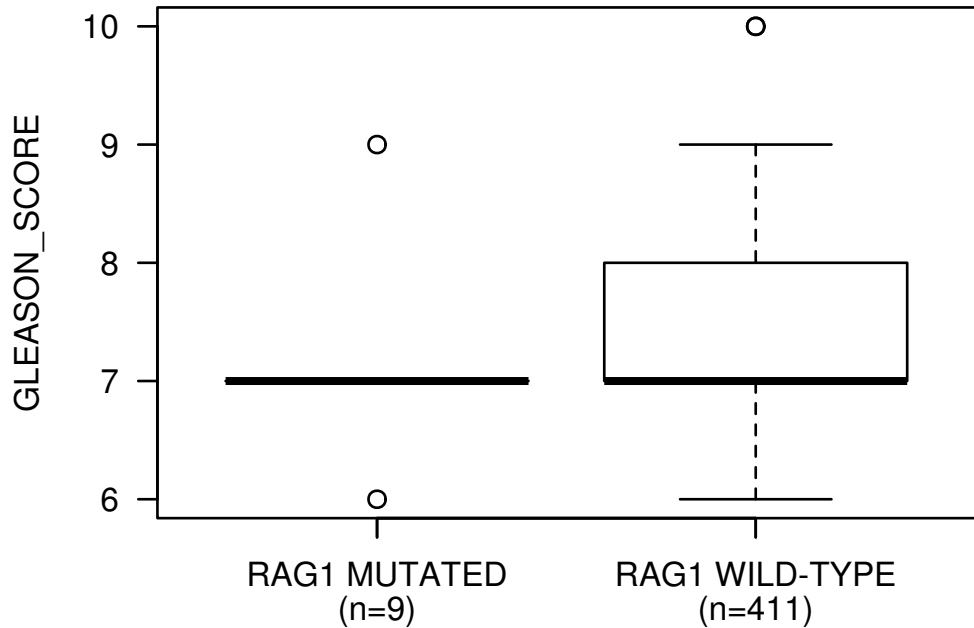 GLEASON_SCORE
10
9
8
7
6
RAG1 MUTATED
(n=9)
RAG1 WILD-TYPE
(n=411)